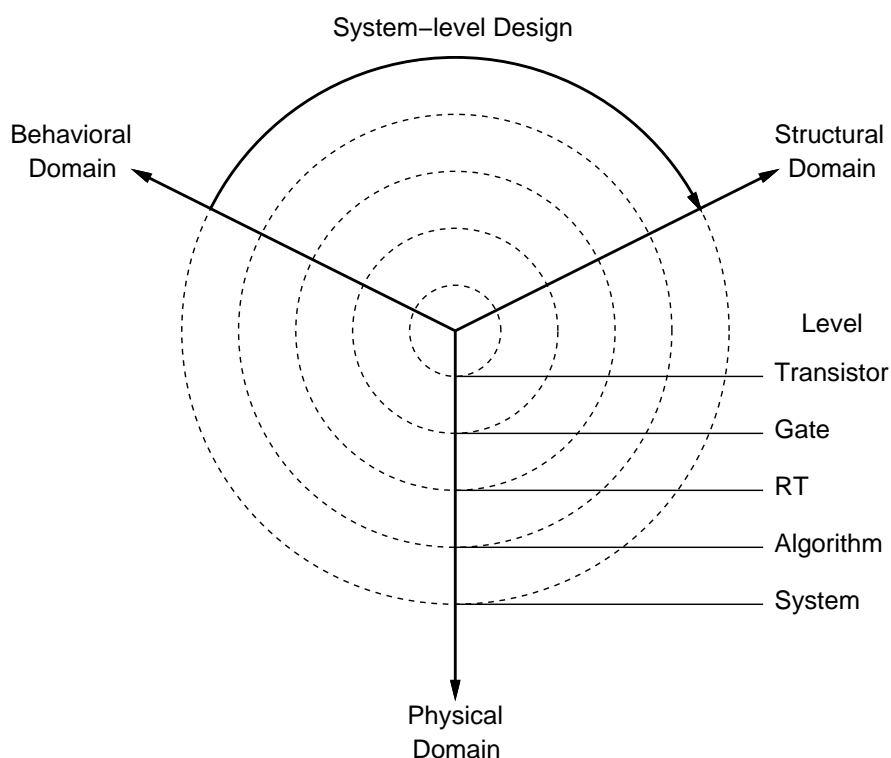 System–level Design
Behavioral
Domain
Structural
Domain
Level
Transistor
Gate
RT
Algorithm
System
Physical
Domain